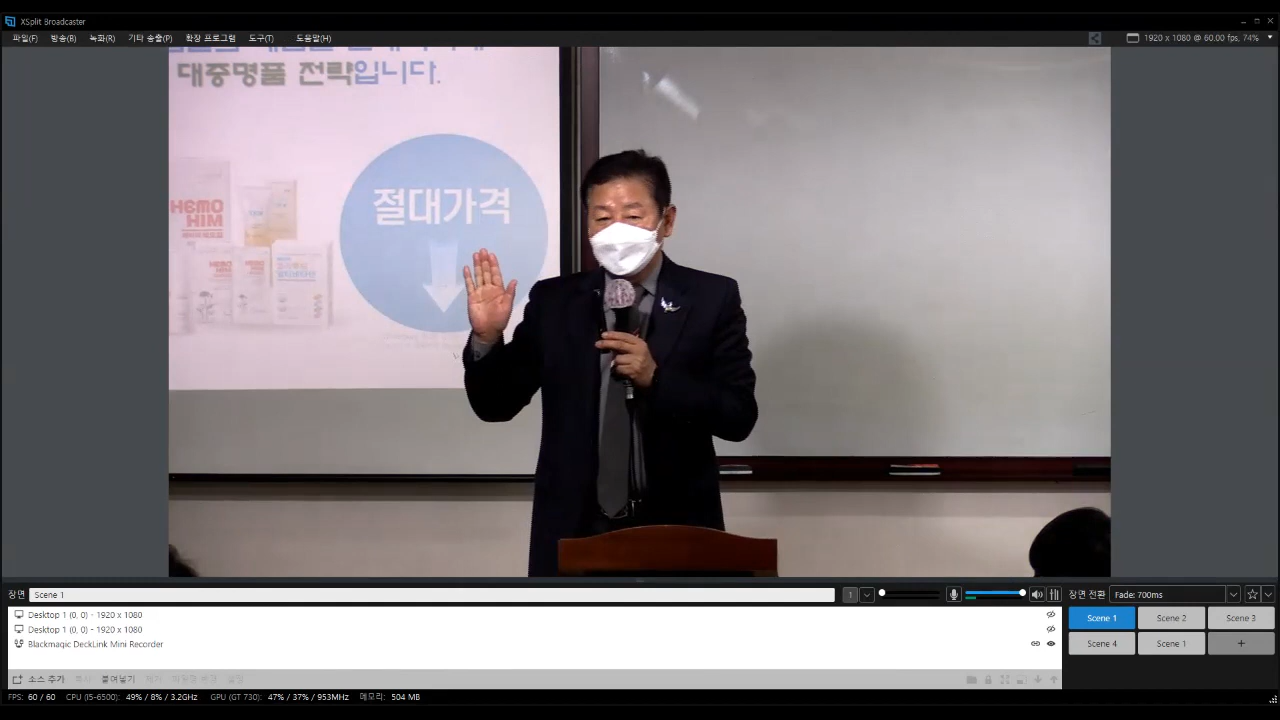 XSplit Broadcaster
파일(F) 방송(B) 녹화(R) 기타 송출(P) 확장 프로그램 도구(T) 도움말(H)
1920 x 1080 @ 60.00 fps, 74%
대중명품 전략입니다.
절대가격
HIM
장면 Scene 1
1
장면 전환 Fade: 700ms
Desktop 1 (0, 0) - 1920 x 1080
Desktop 1 (0, 0) - 1920 x 1080
Blackmagic DeckLink Mini Recorder
Scene 1 Scene 2 Scene 3
Scene 4 Scene 1 +
소스 추가 복사 붙여넣기 제거
FPS: 60 / 60 CPU (I5-6500): 49% / 8% / 3.2GHz GPU (GT 730): 47% / 37% / 953MHz 메모리: 504 MB